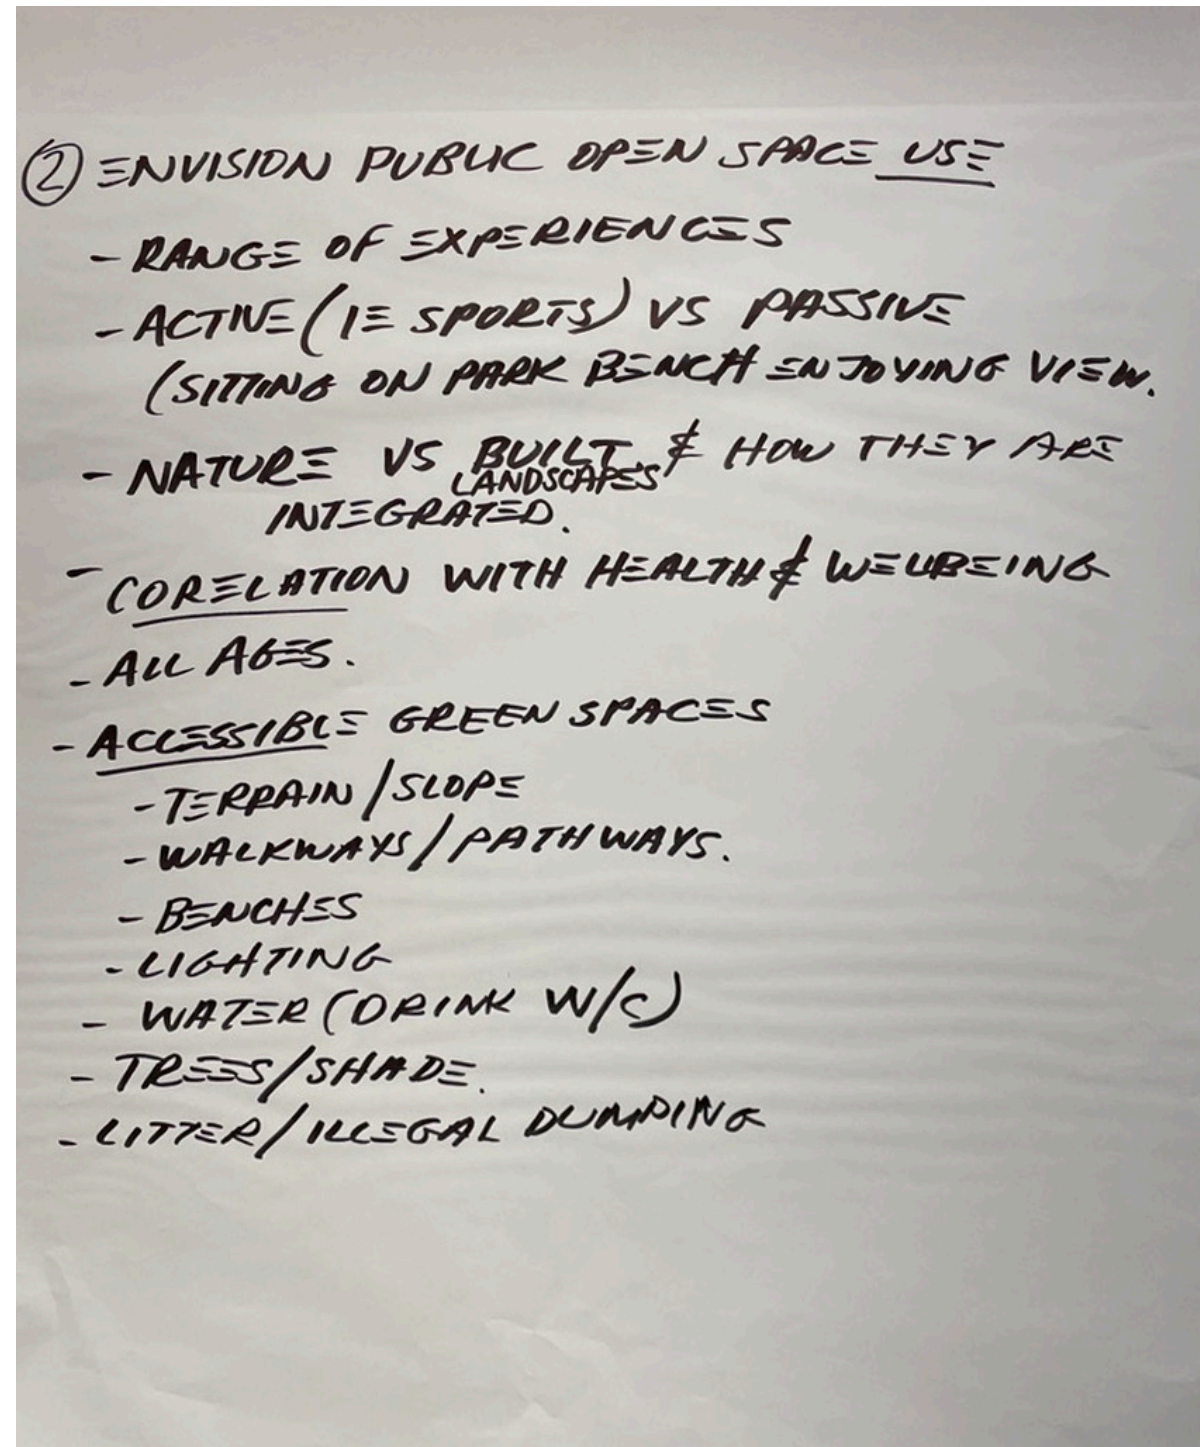 ② ENVISION PUBLIC OPEN SPACE USE
- RANGE OF EXPERIENCES
- ACTIVE (IE SPORTS) VS PASSIVE
(SITTING ON PARK BENCH ENJOYING VIEW.
- NATURE VS BUILT & HOW THEY ARE
LANDSCAPES
INTEGRATED.
- CORELATION WITH HEALTH & WELLBEING
- ALL AGES.
- ACCESSIBLE GREEN SPACES
- TERRAIN/SLOPE
- WALKWAYS/PATHWAYS.
- BENCHES
- LIGHTING
- WATER (DRINK W/C)
- TREES/SHADE.
- LITTER/ILLEGAL DUMPING